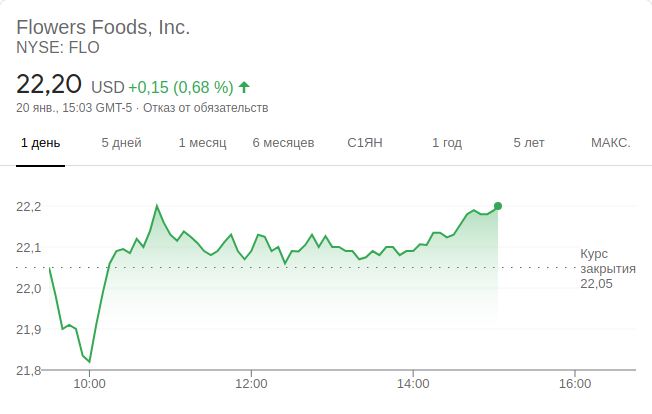 Flowers Foods, Inc.
NYSE: FLO
22,20 USD +0,15 (0,68 %)
20 янв., 15:03 GMT-5 · Отказ от обязательств
1 день 5 дней 1 месяц 6 месяцев С1ЯН 1 год 5 лет МАКС.
22,2
22,1
22,0
21,9
21,8
Курс
закрытия
22,05
10:00 12:00 14:00 16:00